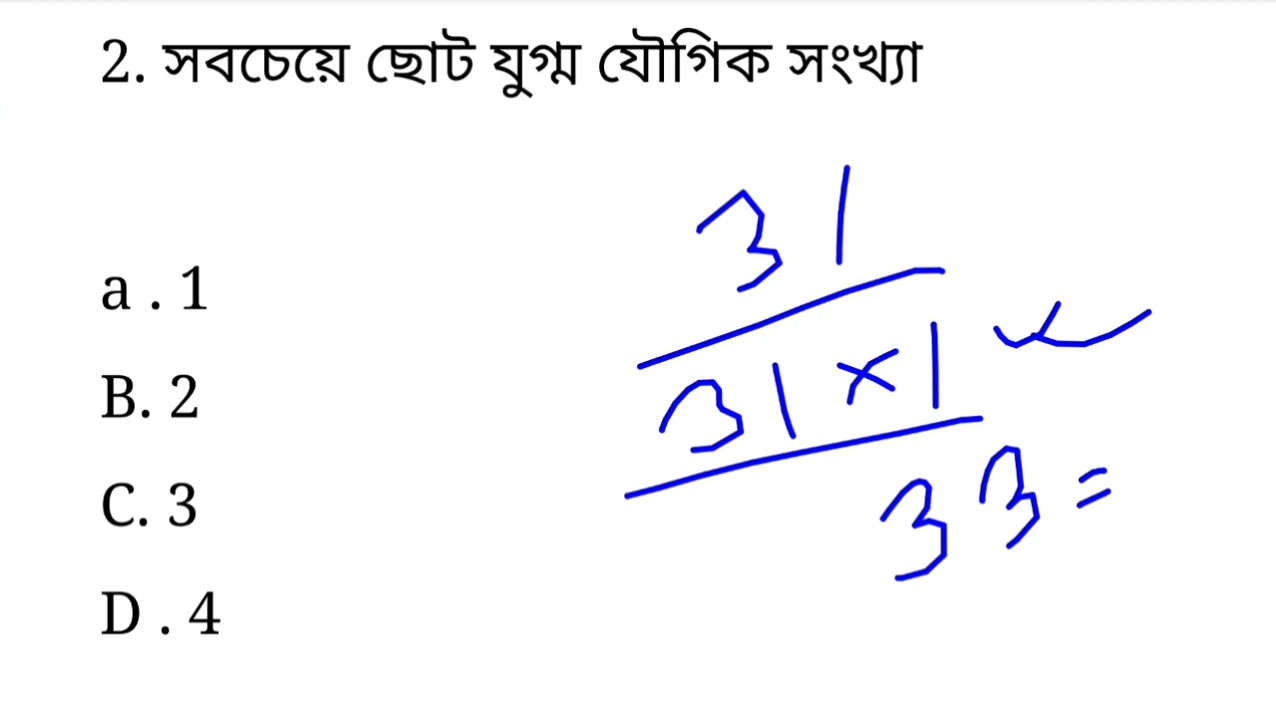 2. সবচেয়ে ছোট যুগ্ম যৌগিক সংখ্যা
31
a . 1
31 × 1
B. 2
33 =
C. 3
D . 4